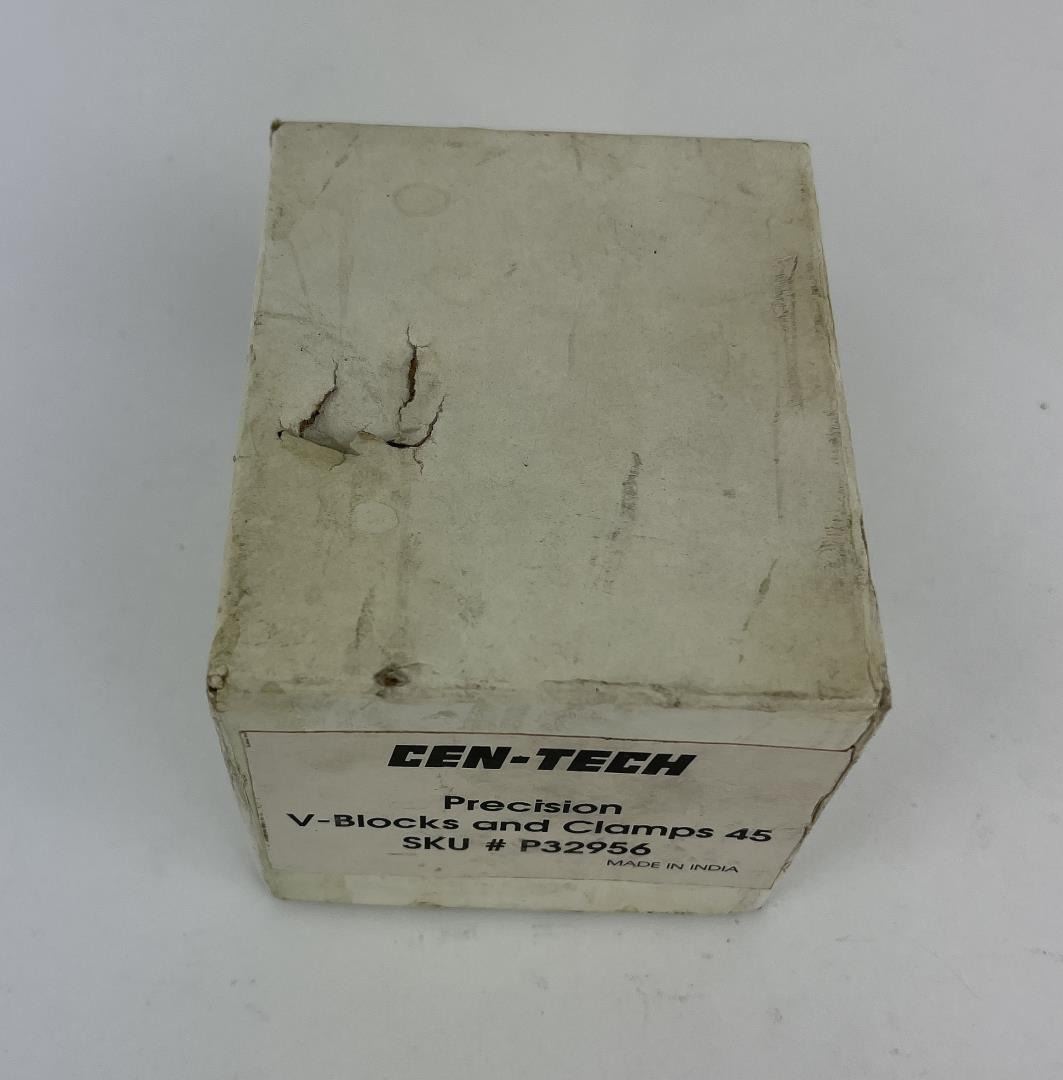 CEN-TECH
Precision
V-Blocks and Clamps 45
SKU # P32956
MADE IN INDIA